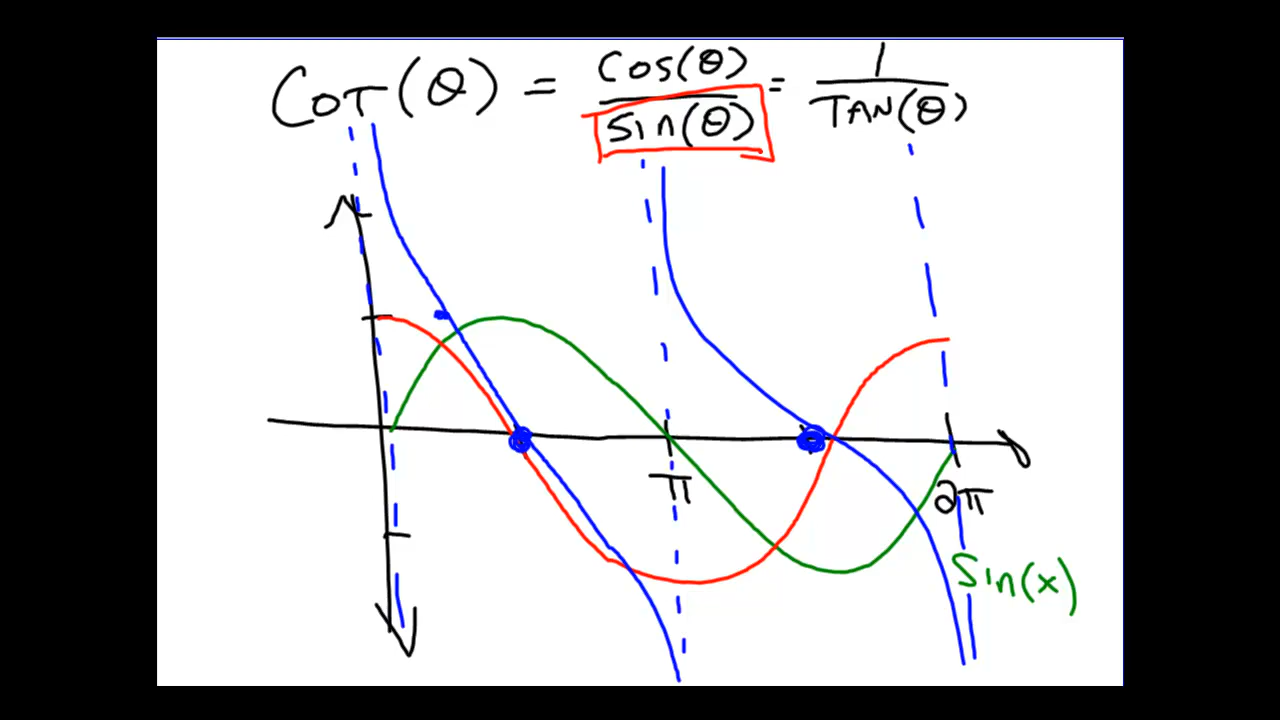 COT(θ) = cos(θ)/sin(θ) = 1/TAN(θ)
π
2π
sin(x)